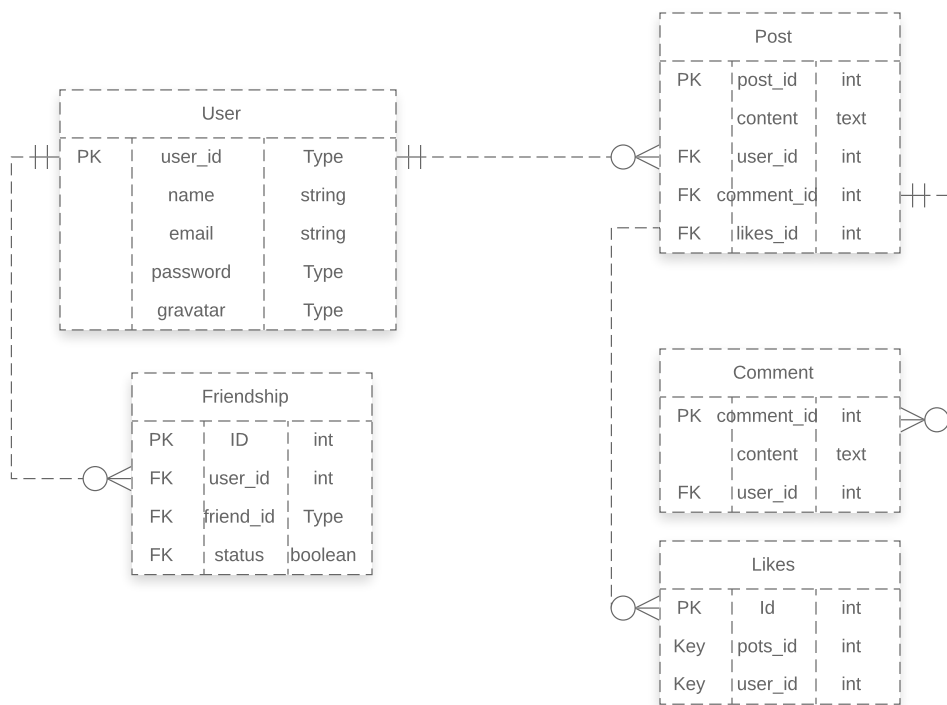 User
PK user_id Type
name string
email string
password Type
gravatar Type
Friendship
PK ID int
FK user_id int
FK friend_id Type
FK status boolean
Post
PK post_id int
content text
FK user_id int
FK comment_id int
FK likes_id int
Comment
PK comment_id int
content text
FK user_id int
Likes
PK Id int
Key pots_id int
Key user_id int